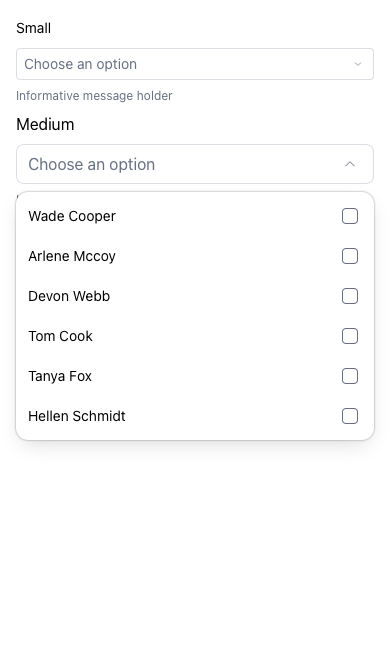 Small
Choose an option
Informative message holder
Medium
Choose an option
Wade Cooper
Arlene Mccoy
Devon Webb
Tom Cook
Tanya Fox
Hellen Schmidt